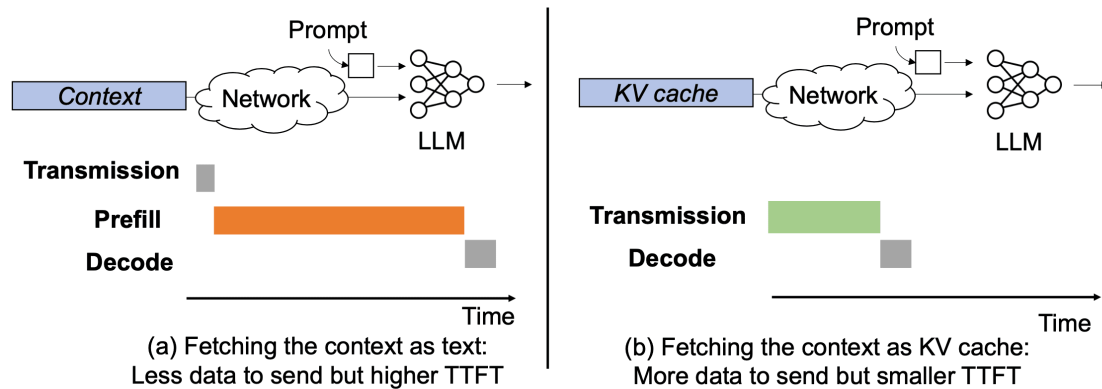 Prompt
Context
Network
LLM
Transmission
Prefill
Decode
Time
(a) Fetching the context as text:
Less data to send but higher TTFT
Prompt
KV cache
Network
LLM
Transmission
Decode
Time
(b) Fetching the context as KV cache:
More data to send but smaller TTFT